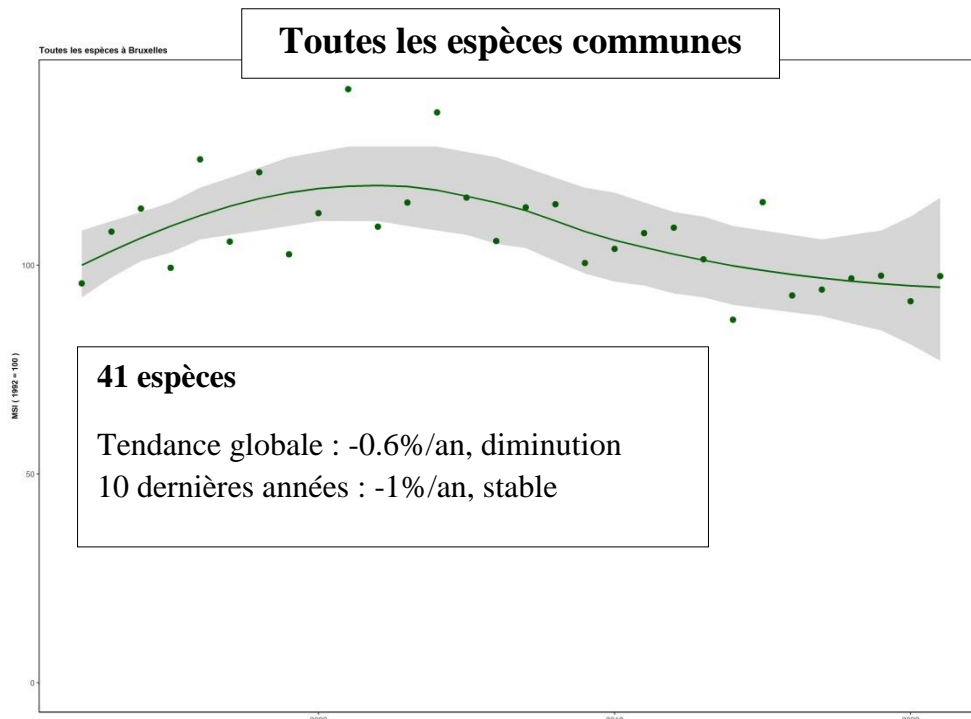 Toutes les espèces communes
Toutes les espèces à Bruxelles
MSI ( 1992 = 100 )
100
50
0
41 espèces
Tendance globale : -0.6%/an, diminution
10 dernières années : -1%/an, stable